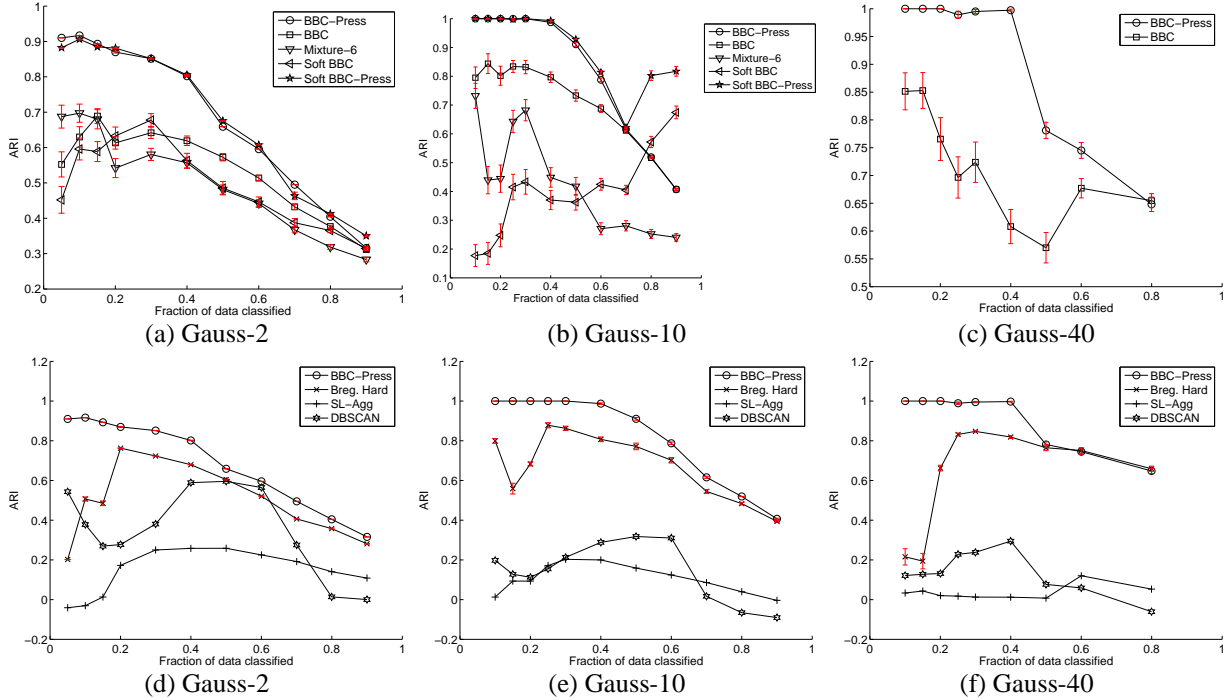 1
0.9
0.8
0.7
0.6
0.5
0.4
0.3
0.2
ARI
0
0.2
0.4
0.6
0.8
1
Fraction of data classified
BBC−Press
BBC
Mixture−6
Soft BBC
Soft BBC−Press
(a) Gauss-2
1
0.9
0.8
0.7
0.6
0.5
0.4
0.3
0.2
0.1
ARI
0
0.2
0.4
0.6
0.8
1
Fraction of data classified
BBC−Press
BBC
Mixture−6
Soft BBC
Soft BBC−Press
(b) Gauss-10
1
0.95
0.9
0.85
0.8
0.75
0.7
0.65
0.6
0.55
0.5
ARI
0
0.2
0.4
0.6
0.8
1
Fraction of data classified
BBC−Press
BBC
(c) Gauss-40
1.2
1
0.8
0.6
0.4
0.2
0
−0.2
ARI
0
0.2
0.4
0.6
0.8
1
Fraction of data classified
BBC−Press
Breg. Hard
SL−Agg
DBSCAN
(d) Gauss-2
1.2
1
0.8
0.6
0.4
0.2
0
−0.2
ARI
0
0.2
0.4
0.6
0.8
1
Fraction of data classified
BBC−Press
Breg. Hard
SL−Agg
DBSCAN
(e) Gauss-10
1.2
1
0.8
0.6
0.4
0.2
0
−0.2
ARI
0
0.2
0.4
0.6
0.8
1
Fraction of data classified
BBC−Press
Breg. Hard
SL−Agg
DBSCAN
(f) Gauss-40